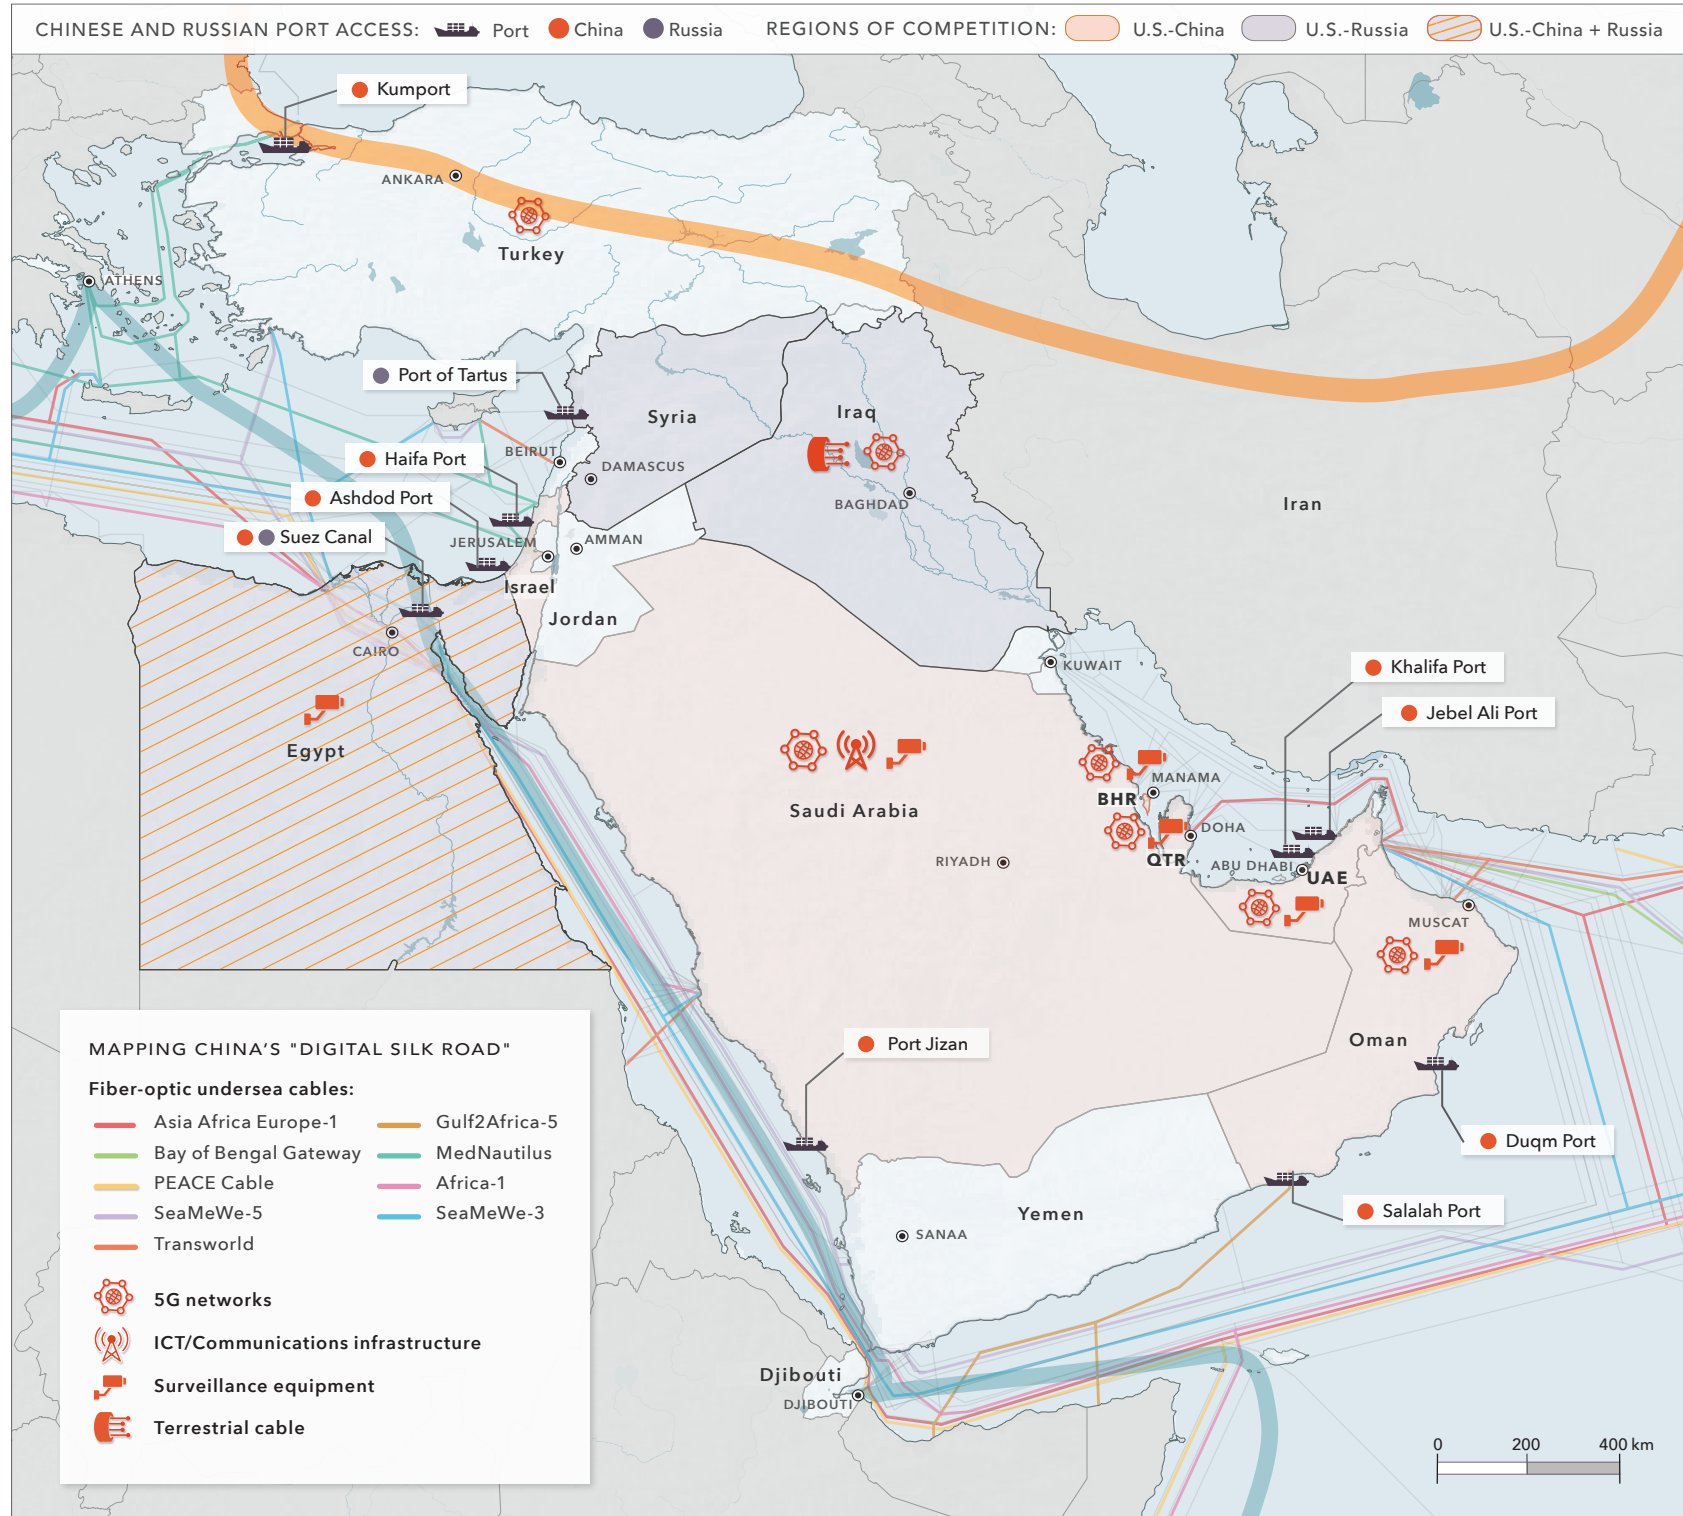 CHINESE AND RUSSIAN PORT ACCESS: Port China Russia REGIONS OF COMPETITION: U.S.-China U.S.-Russia U.S.-China + Russia
Kumport
ANKARA
Turkey
ATHENS
Port of Tartus
Syria
Iraq
BEIRUT
Haifa Port
DAMASCUS
Ashdod Port
BAGHDAD
Iran
Suez Canal
JERUSALEM
AMMAN
Israel
Jordan
CAIRO
KUWAIT
Khalifa Port
Jebel Ali Port
Egypt
MANAMA
BHR
Saudi Arabia
DOHA
QTR
RIYADH
ABU DHABI
UAE
MUSCAT
Oman
Port Jizan
Duqm Port
Salalah Port
Yemen
SANAA
Djibouti
DJIBOUTI
MAPPING CHINA'S "DIGITAL SILK ROAD"
Fiber-optic undersea cables:
Asia Africa Europe-1
Gulf2Africa-5
Bay of Bengal Gateway
MedNautilus
PEACE Cable
Africa-1
SeaMeWe-5
SeaMeWe-3
Transworld
5G networks
ICT/Communications infrastructure
Surveillance equipment
Terrestrial cable
0 200 400 km